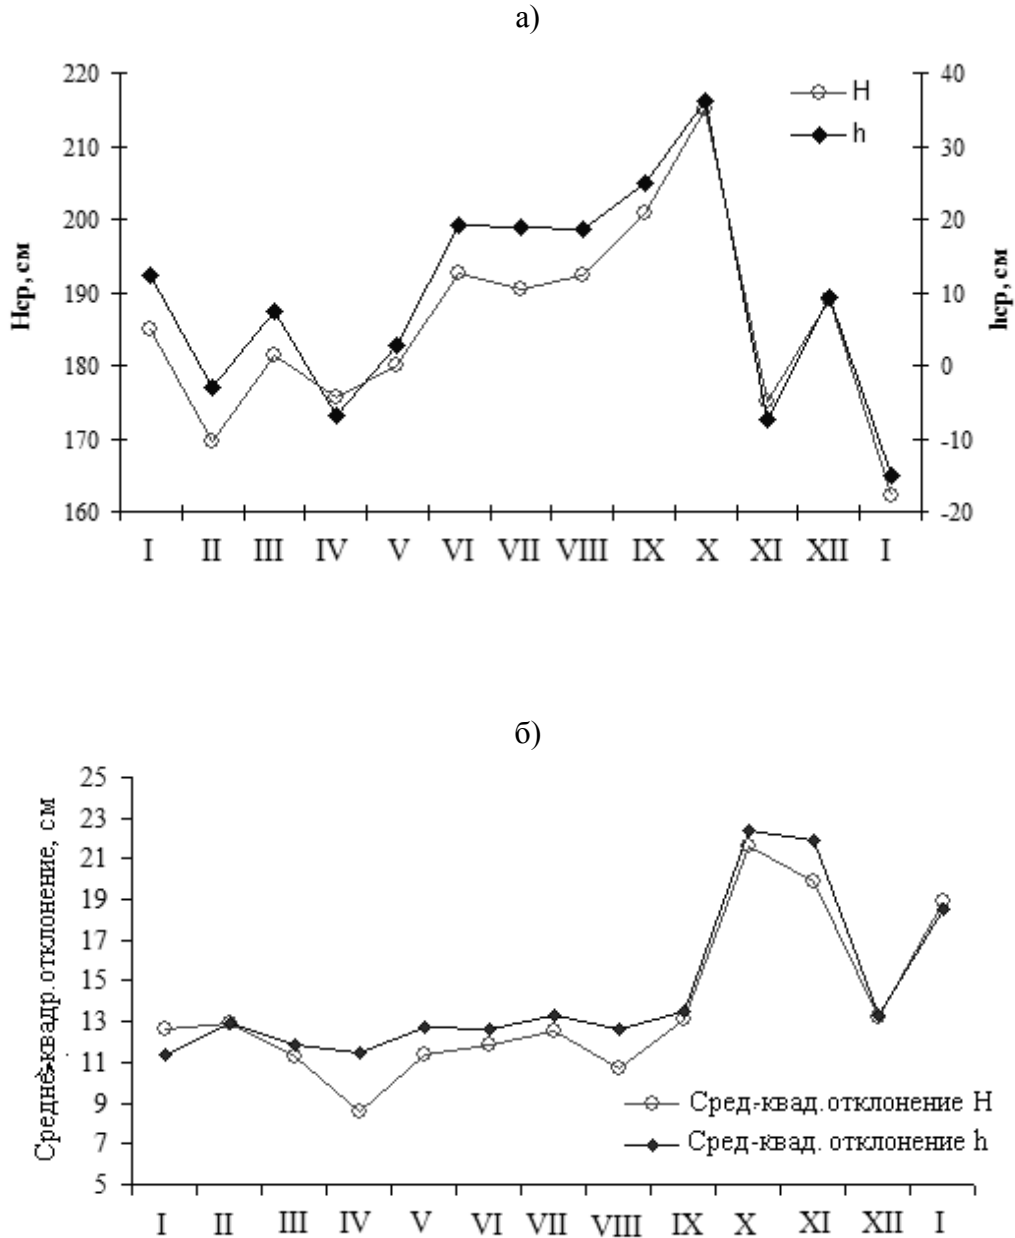 а)
220
210
200
190
180
170
160
Нср, см
40
30
20
10
0
-10
-20
hср, см
H
h
I II III IV V VI VII VIII IX X XI XII I
б)
25
23
21
19
17
15
13
11
9
7
5
Средне-квадр.отклонение, см
Сред-квад.отклонение H
Сред-квад. отклонение h
I II III IV V VI VII VIII IX X XI XII I